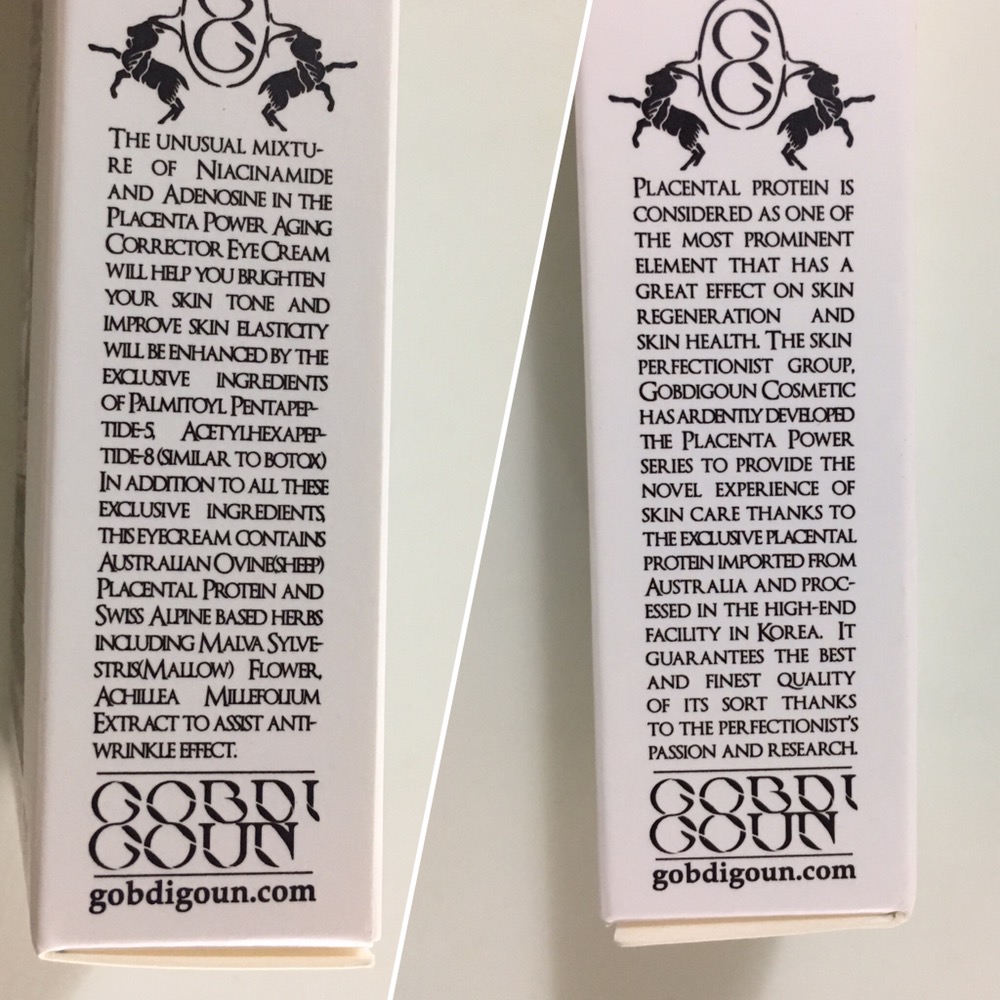 THE UNUSUAL MIXTU-
RE OF NIACINAMIDE
AND ADENOSINE IN THE
PLACENTA POWER AGING
CORRECTOR EYE CREAM
WILL HELP YOU BRIGHTEN
YOUR SKIN TONE AND
IMPROVE SKIN ELASTICITY
WILL BE ENHANCED BY THE
EXCLUSIVE INGREDIENTS
OF PALMITOYL PENTAPEP-
TIDE-5, ACETYLHEXAPEP-
TIDE-8 (SIMILAR TO BOTOX)
IN ADDITION TO ALL THESE
EXCLUSIVE INGREDIENTS,
THIS EYECREAM CONTAINS
AUSTRALIAN OVINE(SHEEP)
PLACENTAL PROTEIN AND
SWISS ALPINE BASED HERBS
INCLUDING MALVA SYLVE-
STRIS(MALLOW) FLOWER,
ACHILLEA MILLEFOLIUM
EXTRACT TO ASSIST ANTI-
WRINKLE EFFECT.
GOBDI
GOUN
gobdigoun.com
GG
PLACENTAL PROTEIN IS
CONSIDERED AS ONE OF
THE MOST PROMINENT
ELEMENT THAT HAS A
GREAT EFFECT ON SKIN
REGENERATION AND
SKIN HEALTH. THE SKIN
PERFECTIONIST GROUP,
GOBDIGOUN COSMETIC
HAS ARDENTLY DEVELOPED
THE PLACENTA POWER
SERIES TO PROVIDE THE
NOVEL EXPERIENCE OF
SKIN CARE THANKS TO
THE EXCLUSIVE PLACENTAL
PROTEIN IMPORTED FROM
AUSTRALIA AND PROC-
ESSED IN THE HIGH-END
FACILITY IN KOREA. IT
GUARANTEES THE BEST
AND FINEST QUALITY
OF ITS SORT THANKS
TO THE PERFECTIONIST'S
PASSION AND RESEARCH.
GOBDI
GOUN
gobdigoun.com